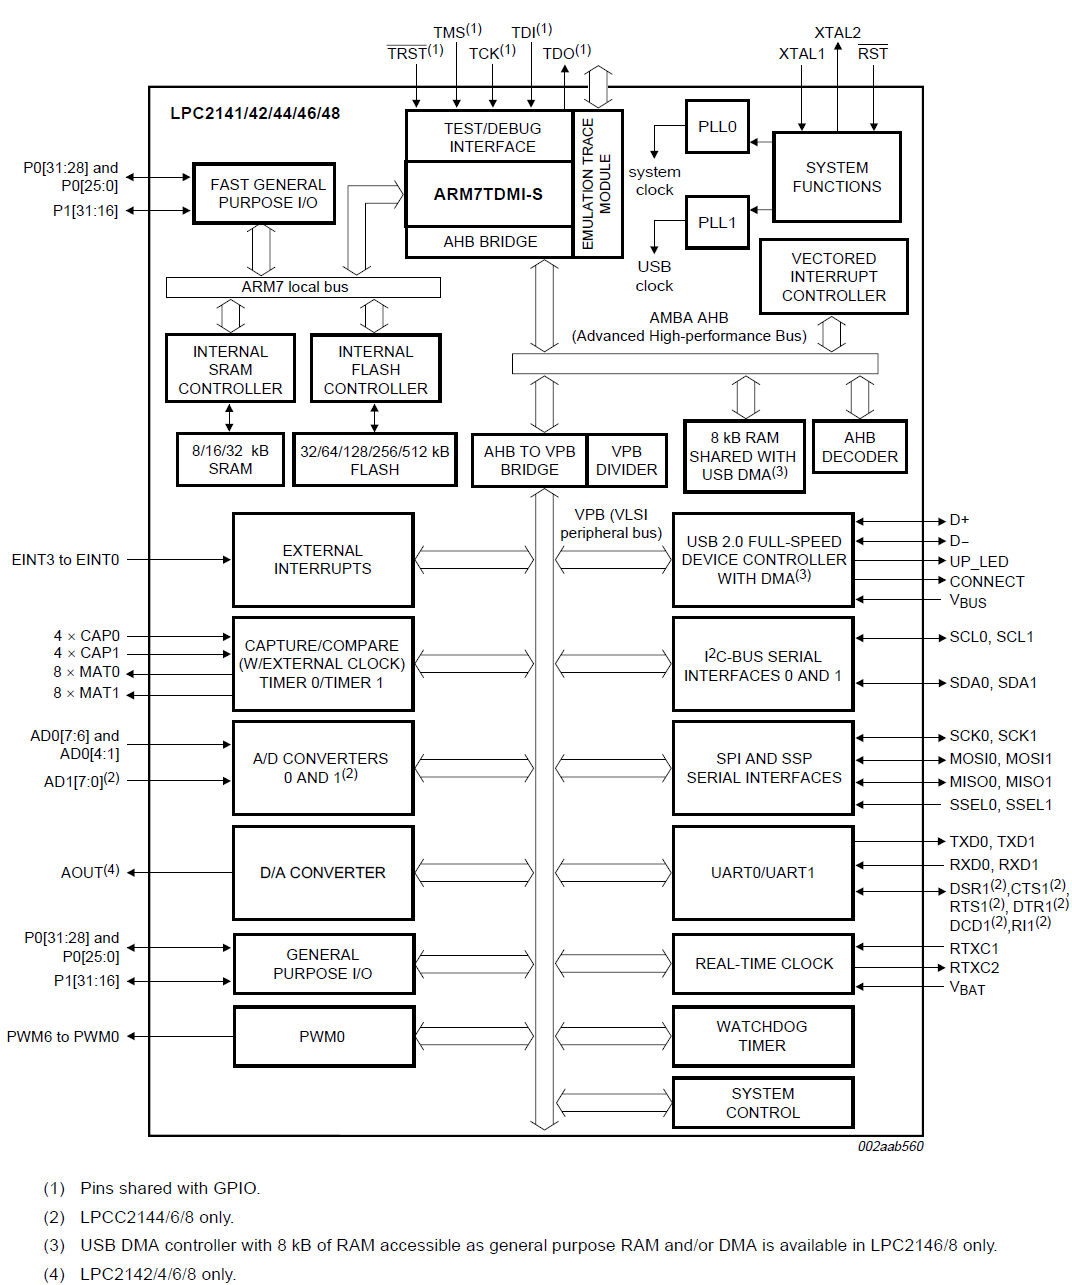 XTAL2
TMS(1) TDI(1)
TRST(1) TCK(1) TDO(1)
XTAL1 RST
LPC2141/42/44/46/48
TEST/DEBUG
INTERFACE
ARM7TDMI-S
AHB BRIDGE
EMULATION TRACE
MODULE
PLL0
system
clock
PLL1
USB
clock
SYSTEM
FUNCTIONS
P0[31:28] and
P0[25:0]
P1[31:16]
FAST GENERAL
PURPOSE I/O
VECTORED
INTERRUPT
CONTROLLER
ARM7 local bus
AMBA AHB
(Advanced High-performance Bus)
INTERNAL
SRAM
CONTROLLER
INTERNAL
FLASH
CONTROLLER
8/16/32 kB
SRAM
32/64/128/256/512 kB
FLASH
AHB TO VPB
BRIDGE
VPB
DIVIDER
8 kB RAM
SHARED WITH
USB DMA(3)
AHB
DECODER
VPB (VLSI
peripheral bus)
EINT3 to EINT0
EXTERNAL
INTERRUPTS
USB 2.0 FULL-SPEED
DEVICE CONTROLLER
WITH DMA(3)
D+
D−
UP_LED
CONNECT
VBUS
4 × CAP0
4 × CAP1
8 × MAT0
8 × MAT1
CAPTURE/COMPARE
(W/EXTERNAL CLOCK)
TIMER 0/TIMER 1
I2C-BUS SERIAL
INTERFACES 0 AND 1
SCL0, SCL1
SDA0, SDA1
AD0[7:6] and
AD0[4:1]
AD1[7:0](2)
A/D CONVERTERS
0 AND 1(2)
SPI AND SSP
SERIAL INTERFACES
SCK0, SCK1
MOSI0, MOSI1
MISO0, MISO1
SSEL0, SSEL1
AOUT(4)
D/A CONVERTER
UART0/UART1
TXD0, TXD1
RXD0, RXD1
DSR1(2),CTS1(2),
RTS1(2), DTR1(2)
DCD1(2),RI1(2)
P0[31:28] and
P0[25:0]
P1[31:16]
GENERAL
PURPOSE I/O
REAL-TIME CLOCK
RTXC1
RTXC2
VBAT
PWM6 to PWM0
PWM0
WATCHDOG
TIMER
SYSTEM
CONTROL
002aab560
(1) Pins shared with GPIO.
(2) LPCC2144/6/8 only.
(3) USB DMA controller with 8 kB of RAM accessible as general purpose RAM and/or DMA is available in LPC2146/8 only.
(4) LPC2142/4/6/8 only.